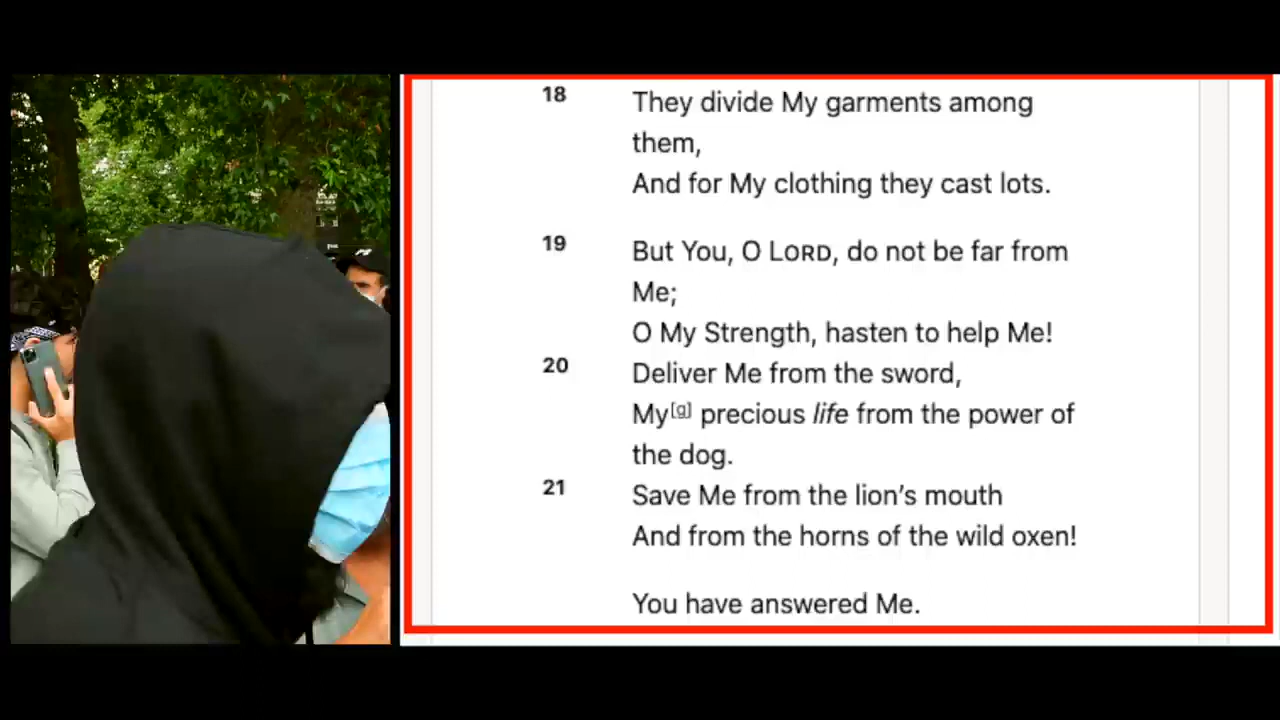 18 They divide My garments among
them,
And for My clothing they cast lots.
19 But You, O LORD, do not be far from
Me;
O My Strength, hasten to help Me!
20 Deliver Me from the sword,
My[g] precious life from the power of
the dog.
21 Save Me from the lion’s mouth
And from the horns of the wild oxen!
You have answered Me.